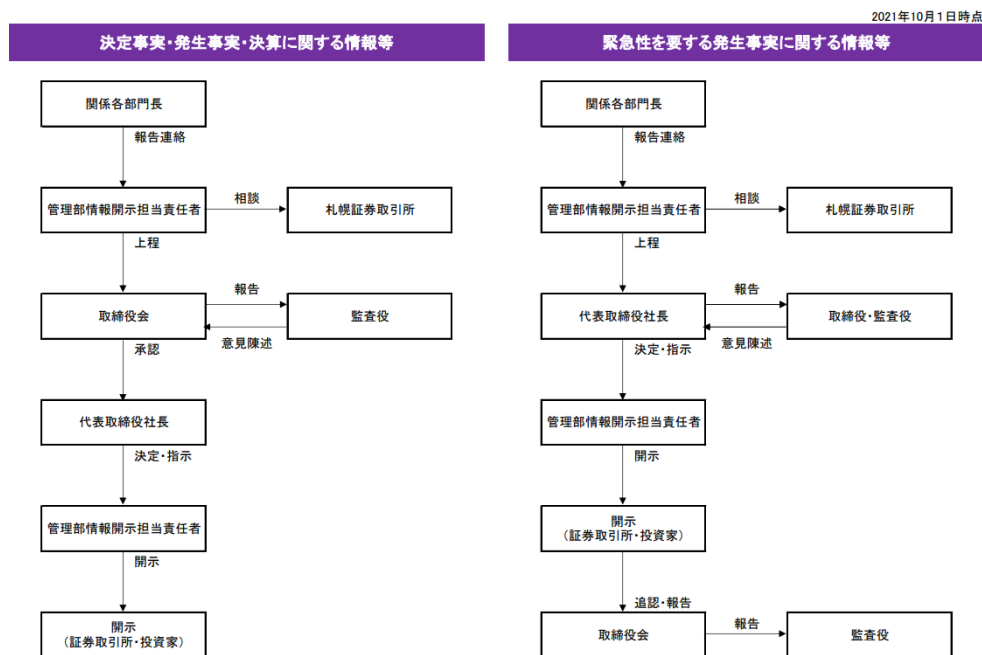 2021年10月1日時点
決定事実・発生事実・決算に関する情報等
関係各部門長
報告連絡
管理部情報開示担当責任者
相談
札幌証券取引所
上程
取締役会
報告
意見陳述
監査役
承認
代表取締役社長
決定・指示
管理部情報開示担当責任者
開示
開示
(証券取引所・投資家)
緊急性を要する発生事実に関する情報等
関係各部門長
報告連絡
管理部情報開示担当責任者
相談
札幌証券取引所
上程
代表取締役社長
報告
意見陳述
取締役・監査役
決定・指示
管理部情報開示担当責任者
開示
開示
(証券取引所・投資家)
追認・報告
取締役会
報告
監査役